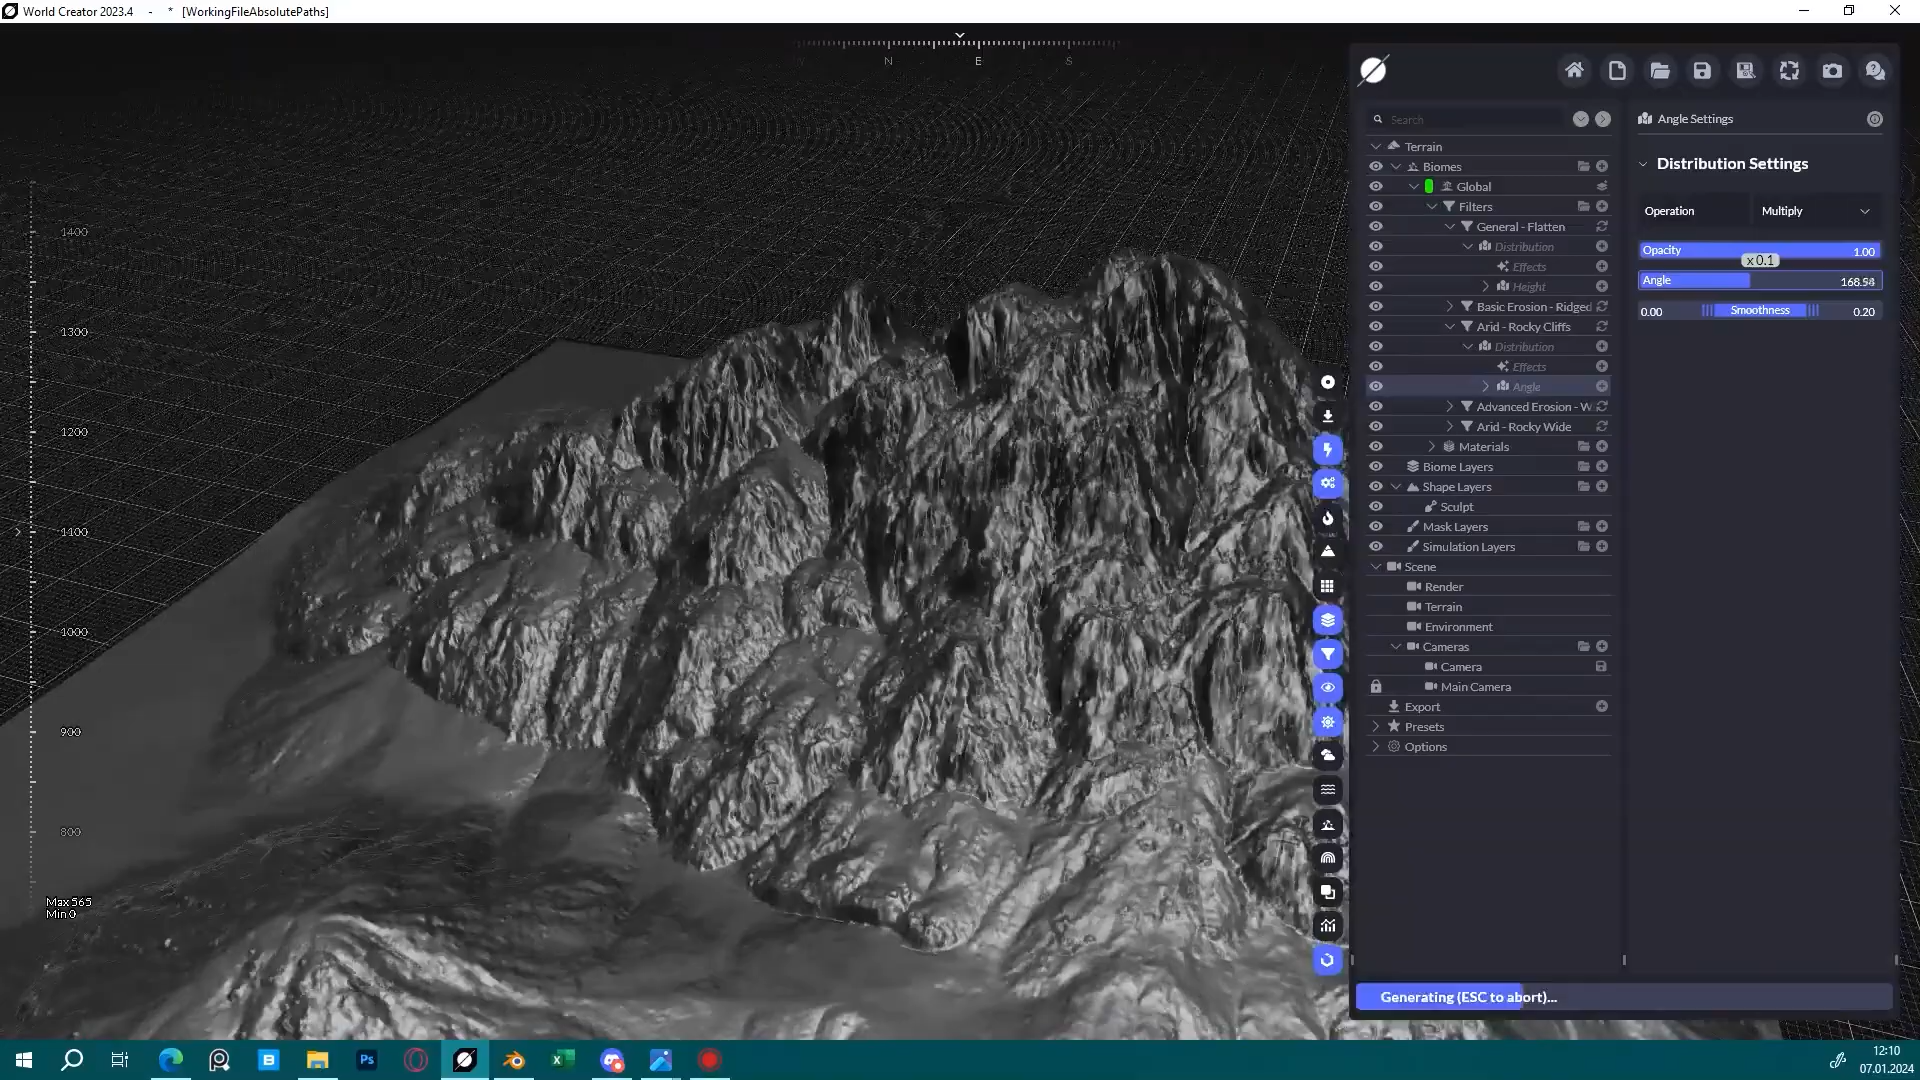 World Creator 2023.4 - * [WorkingFileAbsolutePaths]
N E S
Search
Terrain
Biomes
Global
Filters
General - Flatten
Distribution
Effects
Height
Basic Erosion - Ridged
Arid - Rocky Cliffs
Distribution
Effects
Angle
Advanced Erosion - W
Arid - Rocky Wide
Materials
Biome Layers
Shape Layers
Sculpt
Mask Layers
Simulation Layers
Scene
Render
Terrain
Environment
Cameras
Camera
Main Camera
Export
Presets
Options
Angle Settings
Distribution Settings
Operation Multiply
Opacity 1.00
x 0.1
Angle
0.00 Smoothness 0.20
1400
1300
1200
1100
1000
900
800
Max 565
Min 0
Generating (ESC to abort)...
Ps
12:10
07.01.2024